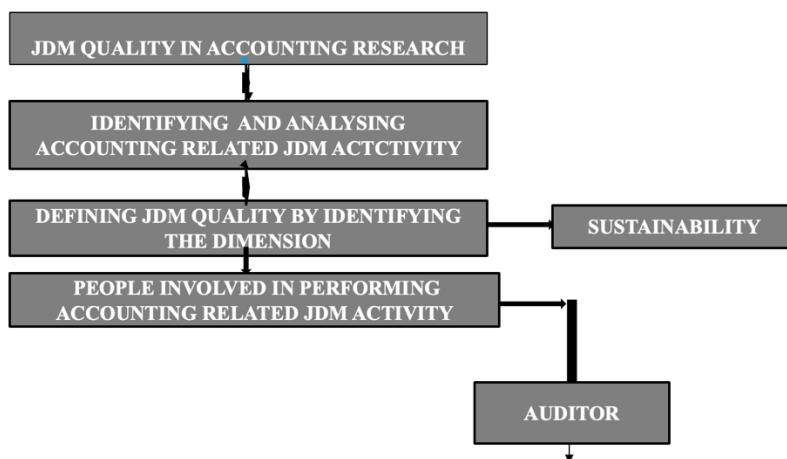 JDM QUALITY IN ACCOUNTING RESEARCH
IDENTIFYING AND ANALYSING
ACCOUNTING RELATED JDM ACTCTIVITY
DEFINING JDM QUALITY BY IDENTIFYING
THE DIMENSION
SUSTAINABILITY
PEOPLE INVOLVED IN PERFORMING
ACCOUNTING RELATED JDM ACTIVITY
AUDITOR